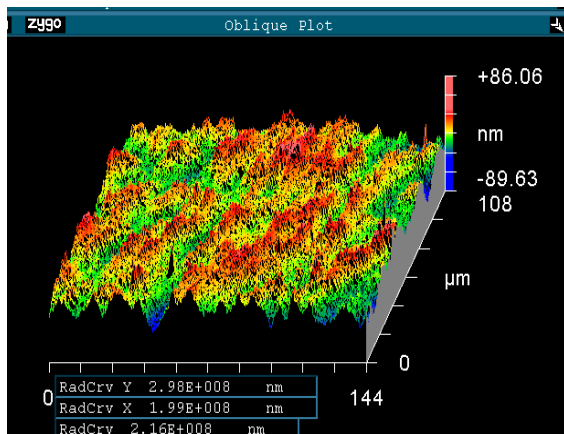 zygo Oblique Plot
+86.06
nm
-89.63
108
µm
0
0 144
RadCrv Y 2.98E+008 nm
RadCrv X 1.99E+008 nm
RadCrv 2.16E+008 nm